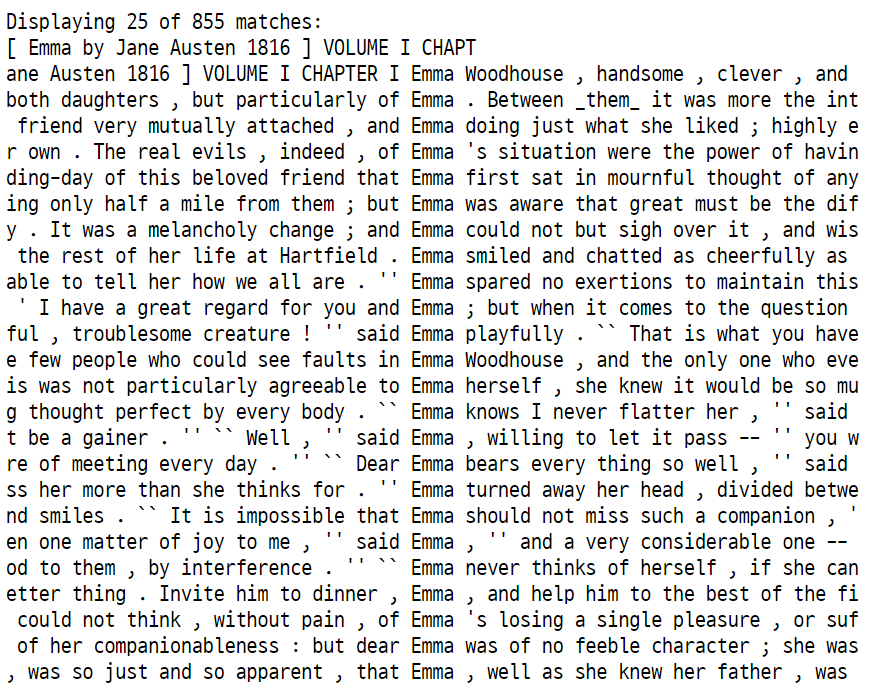 Displaying 25 of 855 matches:
[ Emma by Jane Austen 1816 ] VOLUME I CHAPT
ane Austen 1816 ] VOLUME I CHAPTER I Emma Woodhouse , handsome , clever , and
both daughters , but particularly of Emma . Between _them_ it was more the int
friend very mutually attached , and Emma doing just what she liked ; highly e
r own . The real evils , indeed , of Emma 's situation were the power of havin
ding-day of this beloved friend that Emma first sat in mournful thought of any
ing only half a mile from them ; but Emma was aware that great must be the dif
y . It was a melancholy change ; and Emma could not but sigh over it , and wis
the rest of her life at Hartfield . Emma smiled and chatted as cheerfully as
able to tell her how we all are . '' Emma spared no exertions to maintain this
' I have a great regard for you and Emma ; but when it comes to the question
ful , troublesome creature ! '' said Emma playfully . `` That is what you have
e few people who could see faults in Emma Woodhouse , and the only one who eve
is was not particularly agreeable to Emma herself , she knew it would be so mu
g thought perfect by every body . `` Emma knows I never flatter her , '' said
t be a gainer . '' `` Well , '' said Emma , willing to let it pass -- '' you w
re of meeting every day . '' `` Dear Emma bears every thing so well , '' said
ss her more than she thinks for . '' Emma turned away her head , divided betwe
nd smiles . `` It is impossible that Emma should not miss such a companion , '
en one matter of joy to me , '' said Emma , '' and a very considerable one --
od to them , by interference . '' `` Emma never thinks of herself , if she can
etter thing . Invite him to dinner , Emma , and help him to the best of the fi
could not think , without pain , of Emma 's losing a single pleasure , or suf
of her companionableness : but dear Emma was of no feeble character ; she was
, was so just and so apparent , that Emma , well as she knew her father , was